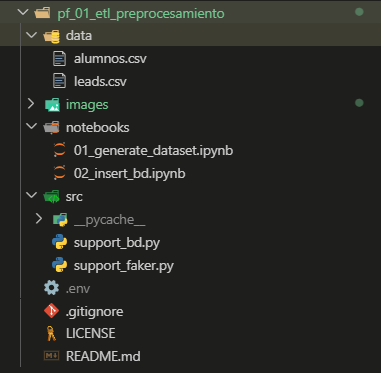 pf_01_etl_preprocesamiento
data
alumnos.csv
leads.csv
images
notebooks
01_generate_dataset.ipynb
02_insert_bd.ipynb
src
__pycache__
support_bd.py
support_faker.py
.env
.gitignore
LICENSE
README.md